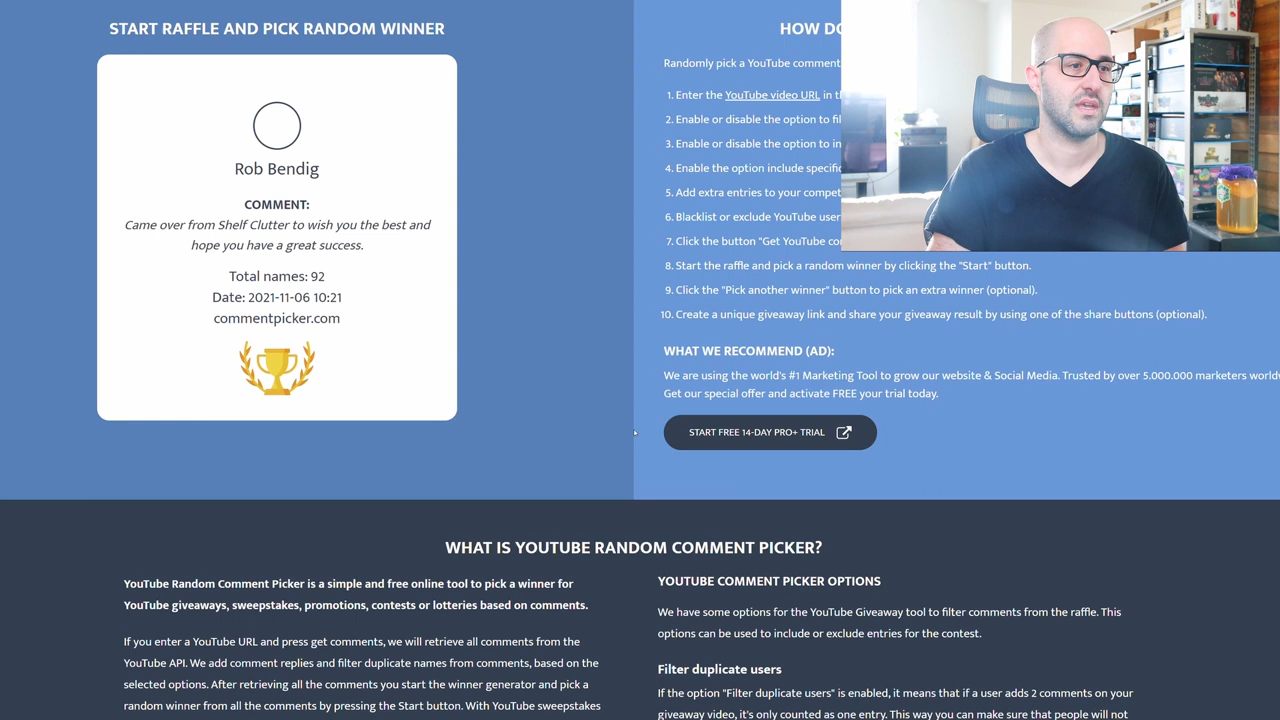 START RAFFLE AND PICK RANDOM WINNER
Rob Bendig
COMMENT:
Came over from Shelf Clutter to wish you the best and
hope you have a great success.
Total names: 92
Date: 2021-11-06 10:21
commentpicker.com
HOW
Randomly pick a YouTube comment
1. Enter the YouTube video URL in
2. Enable or disable the option to
3. Enable or disable the option to
4. Enable the option include
5. Add extra entries to your
6. Blacklist or exclude YouTube
7. Click the button "Get YouTube
8. Start the raffle and pick a random winner by clicking the "Start" button.
9. Click the "Pick another winner" button to pick an extra winner (optional).
10. Create a unique giveaway link and share your giveaway result by using one of the share buttons (optional).
WHAT WE RECOMMEND (AD):
We are using the world's #1 Marketing Tool to grow our website & Social Media. Trusted by over 5.000.000 marketers
Get our special offer and activate FREE your trial today.
START FREE 14-DAY PRO+ TRIAL
WHAT IS YOUTUBE RANDOM COMMENT PICKER?
YouTube Random Comment Picker is a simple and free online tool to pick a winner for
YouTube giveaways, sweepstakes, promotions, contests or lotteries based on comments.
If you enter a YouTube URL and press get comments, we will retrieve all comments from the
YouTube API. We add comment replies and filter duplicate names from comments, based on the
selected options. After retrieving all the comments you start the winner generator and pick a
random winner from all the comments by pressing the Start button. With YouTube sweepstakes
YOUTUBE COMMENT PICKER OPTIONS
We have some options for the YouTube Giveaway tool to filter comments from the raffle. This
options can be used to include or exclude entries for the contest.
Filter duplicate users
If the option "Filter duplicate users" is enabled, it means that if a user adds 2 comments on your
giveaway video, it's only counted as one entry. This way you can make sure that people will not